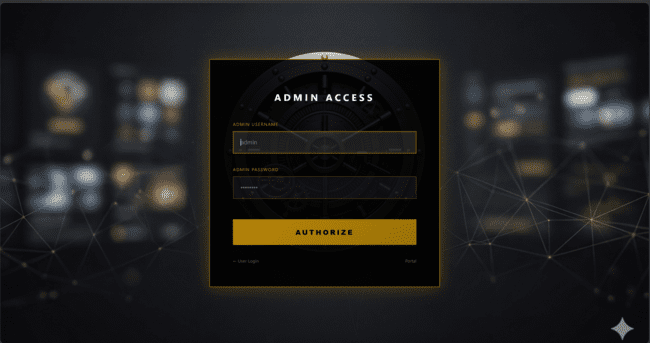 ADMIN ACCESS
ADMIN USERNAME
admin
ADMIN PASSWORD
••••••••
AUTHORIZE
< User Login